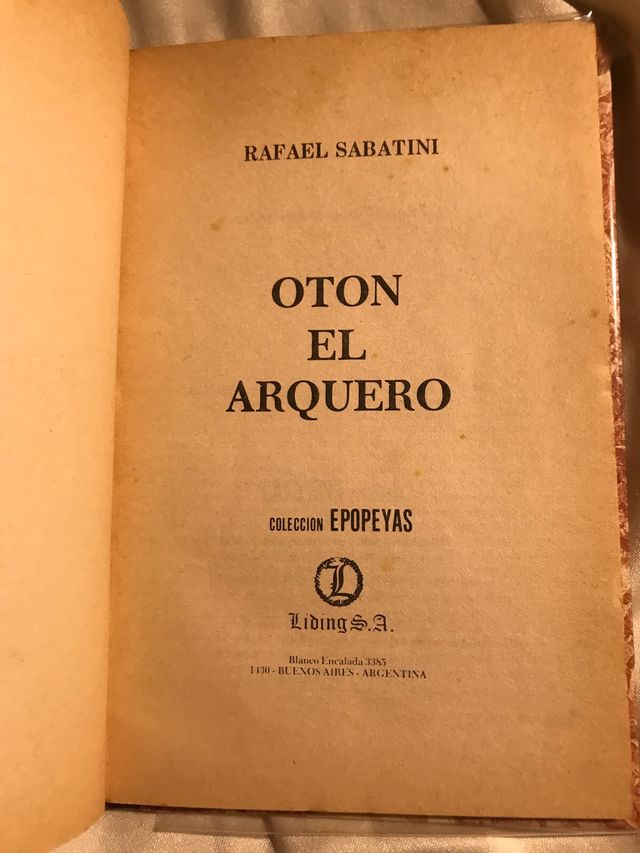 RAFAEL SABATINI
OTON
EL
ARQUERO
COLECCION EPOPEYAS
L
Liding S.A.
Blanco Encalada 3385
1430 - BUENOS AIRES - ARGENTINA